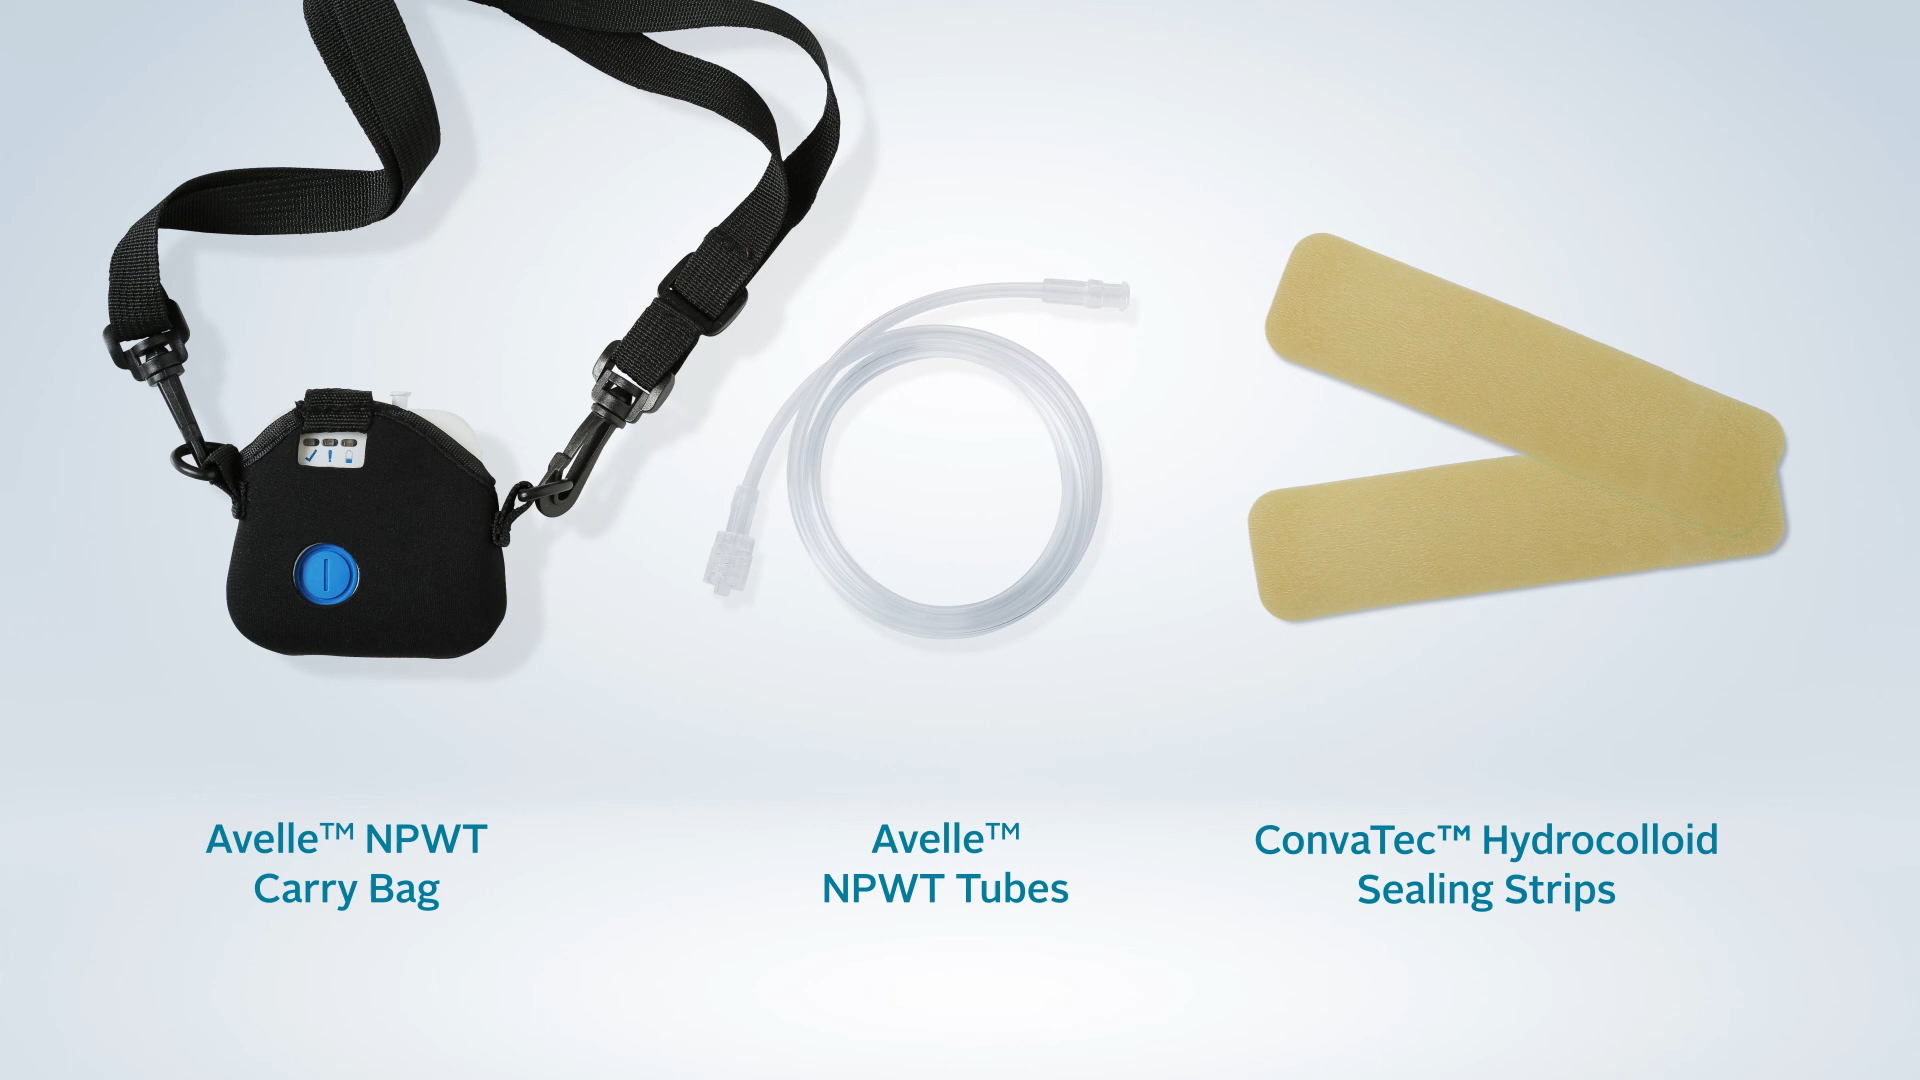 Avelle™ NPWT
Carry Bag
Avelle™
NPWT Tubes
ConvaTec™ Hydrocolloid
Sealing Strips